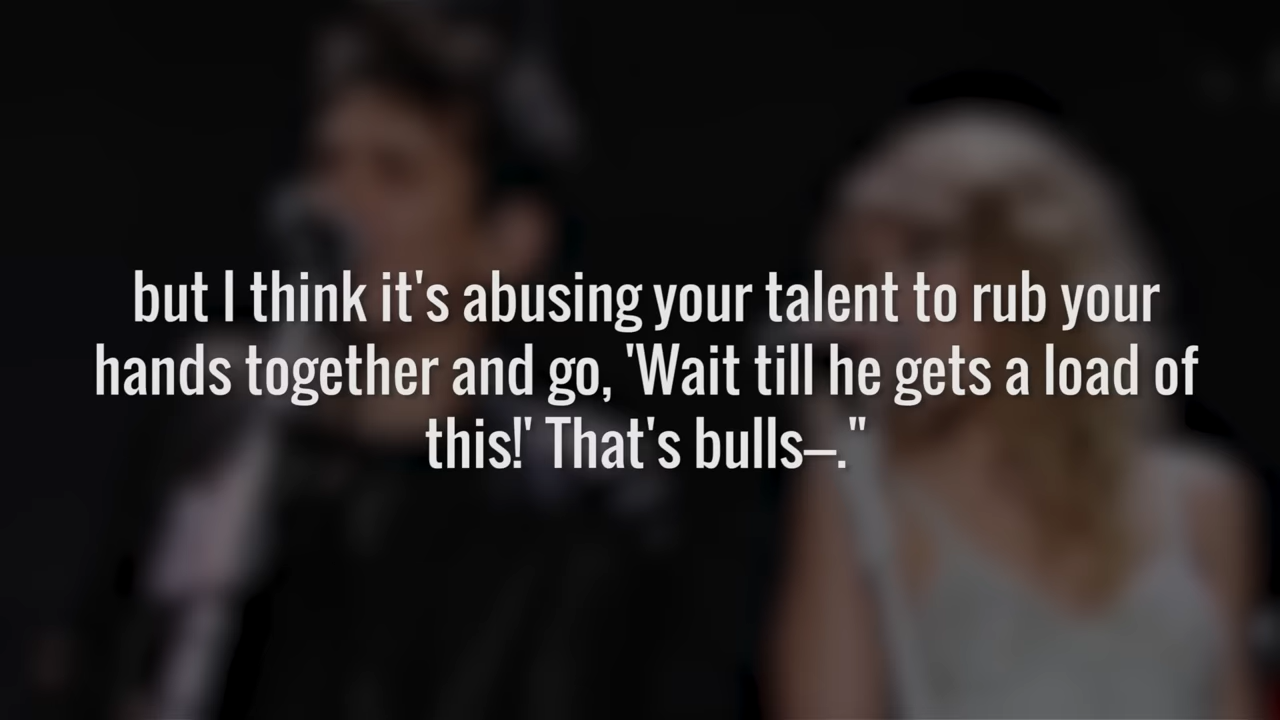 but I think it's abusing your talent to rub your
hands together and go, 'Wait till he gets a load of
this!' That's bulls–."